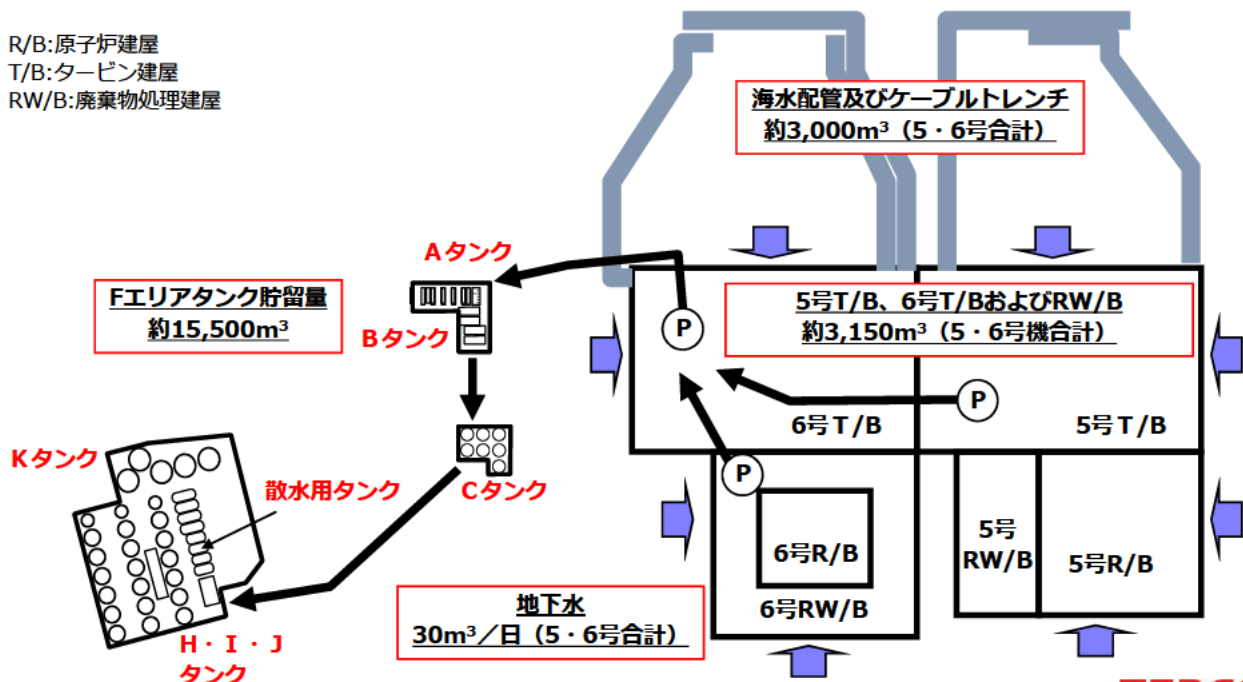 R/B:原子炉建屋
T/B:タービン建屋
RW/B:廃棄物処理建屋
海水配管及びケーブルトレンチ
約3,000m³（5・6号合計）
Aタンク
Fエリアタンク貯留量
約15,500m³
Bタンク
5号T/B、6号T/BおよびRW/B
約3,150m³（5・6号機合計）
P
P
6号T/B
5号T/B
Kタンク
散水用タンク
Cタンク
P
6号R/B
6号RW/B
5号
RW/B
5号R/B
地下水
30m³／日（5・6号合計）
H・I・J
タンク